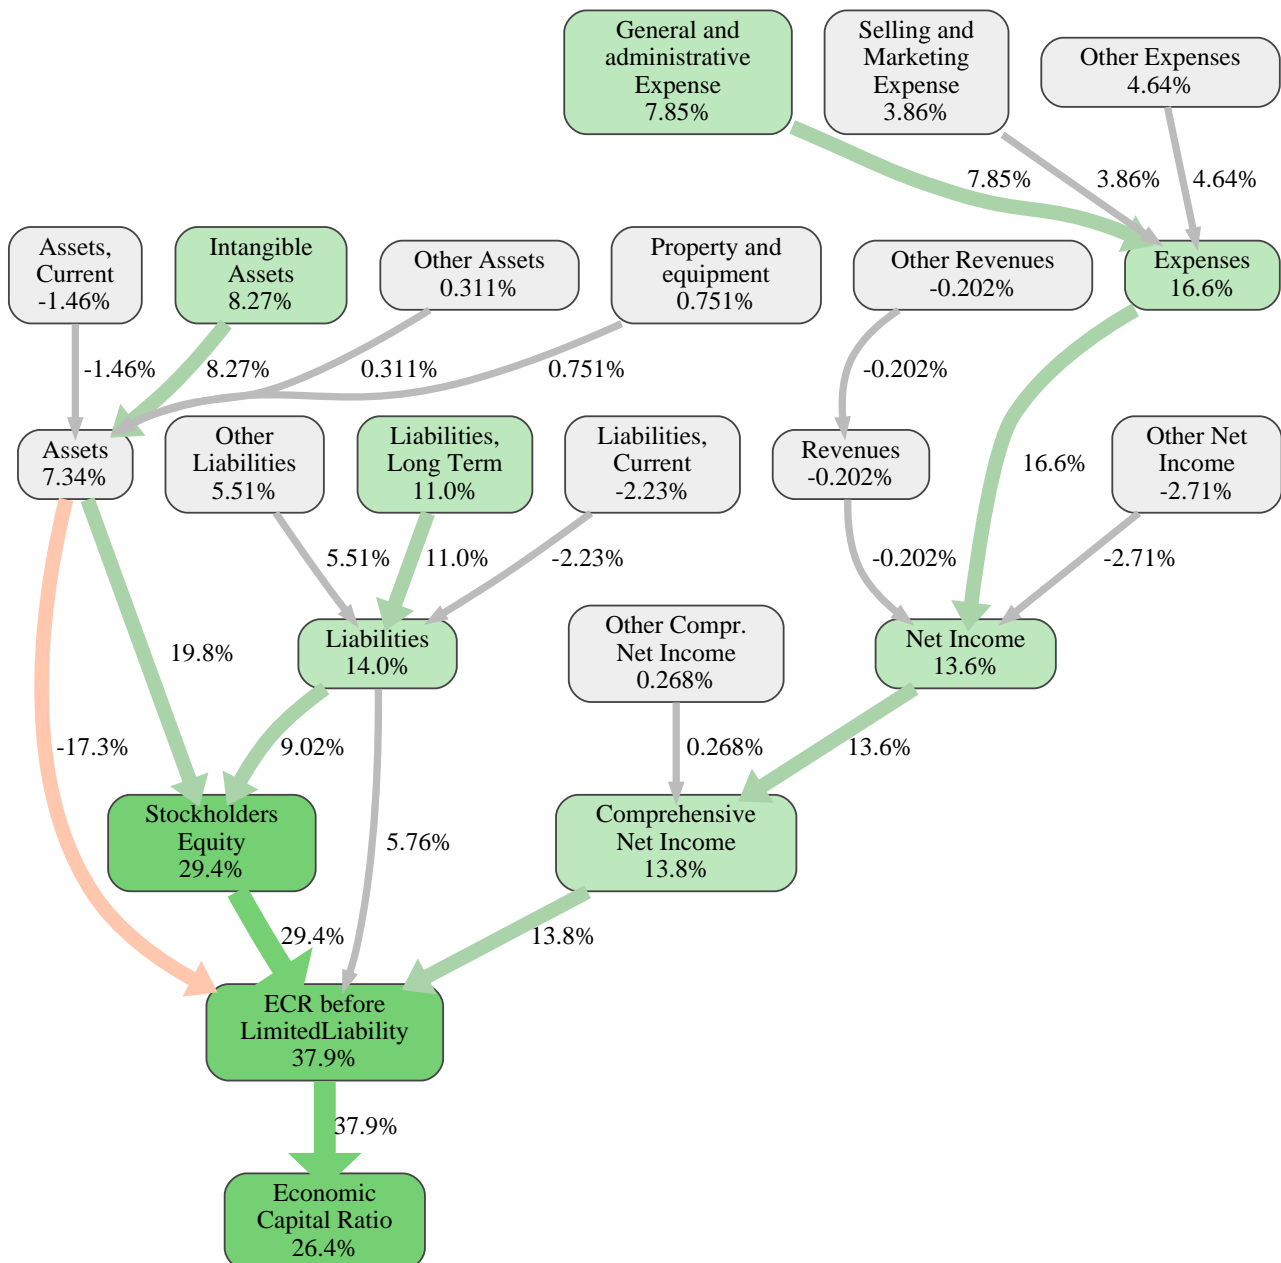 General and
administrative
Expense
7.85%
Selling and
Marketing
Expense
3.86%
Other Expenses
4.64%
7.85%
3.86%
4.64%
Assets,
Current
-1.46%
Intangible
Assets
8.27%
Other Assets
0.311%
Property and
equipment
0.751%
Other Revenues
-0.202%
Expenses
16.6%
-1.46%
8.27%
0.311%
0.751%
-0.202%
16.6%
Assets
7.34%
Other
Liabilities
5.51%
Liabilities,
Long Term
11.0%
Liabilities,
Current
-2.23%
Revenues
-0.202%
Other Net
Income
-2.71%
5.51%
11.0%
-2.23%
-0.202%
-2.71%
19.8%
Liabilities
14.0%
Other Compr.
Net Income
0.268%
Net Income
13.6%
-17.3%
9.02%
0.268%
13.6%
Stockholders
Equity
29.4%
5.76%
Comprehensive
Net Income
13.8%
29.4%
13.8%
ECR before
LimitedLiability
37.9%
37.9%
Economic
Capital Ratio
26.4%